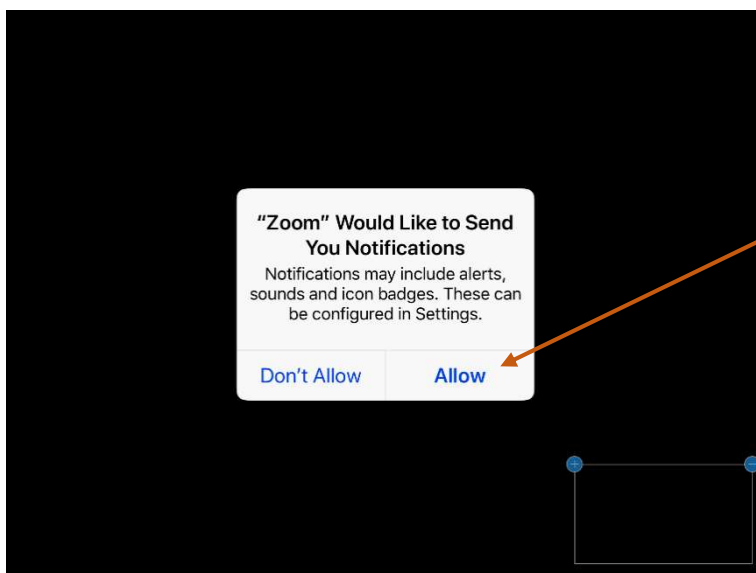 “Zoom” Would Like to Send
You Notifications
Notifications may include alerts,
sounds and icon badges. These can
be configured in Settings.
Don’t Allow
Allow